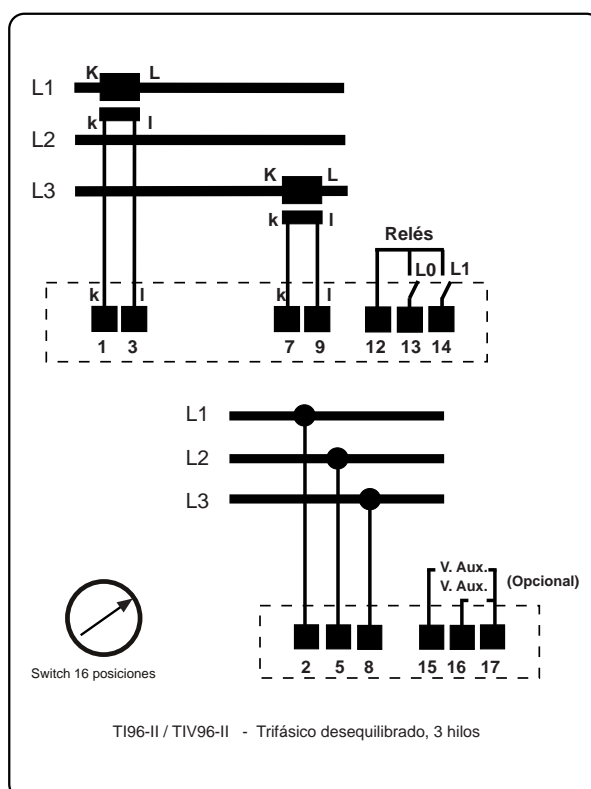 K L
L1
k l
L2
K L
L3
k l
Relés
L0 L1
k l k l
1 3 7 9 12 13 14
L1
L2
L3
V. Aux.
V. Aux. (Opcional)
2 5 8 15 16 17
Switch 16 posiciones
TI96-II / TIV96-II - Trifásico desequilibrado, 3 hilos